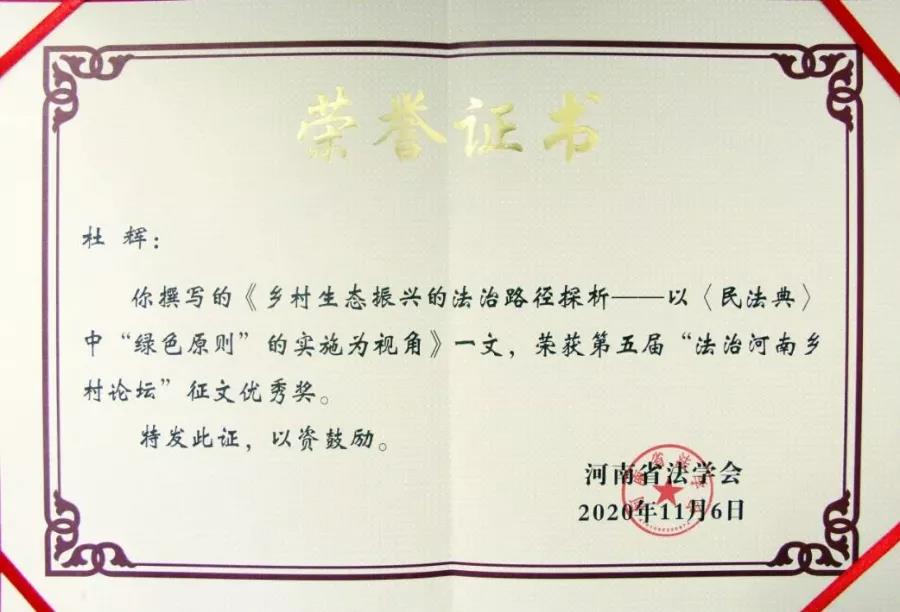 荣誉证书
杜 辉：
你撰写的《乡村生态振兴的法治路径探析——以〈民法典〉
中“绿色原则”的实施为视角》一文，荣获第五届“法治河南乡
村论坛”征文优秀奖。
特发此证，以资鼓励。
河南省法学会
2020年11月6日